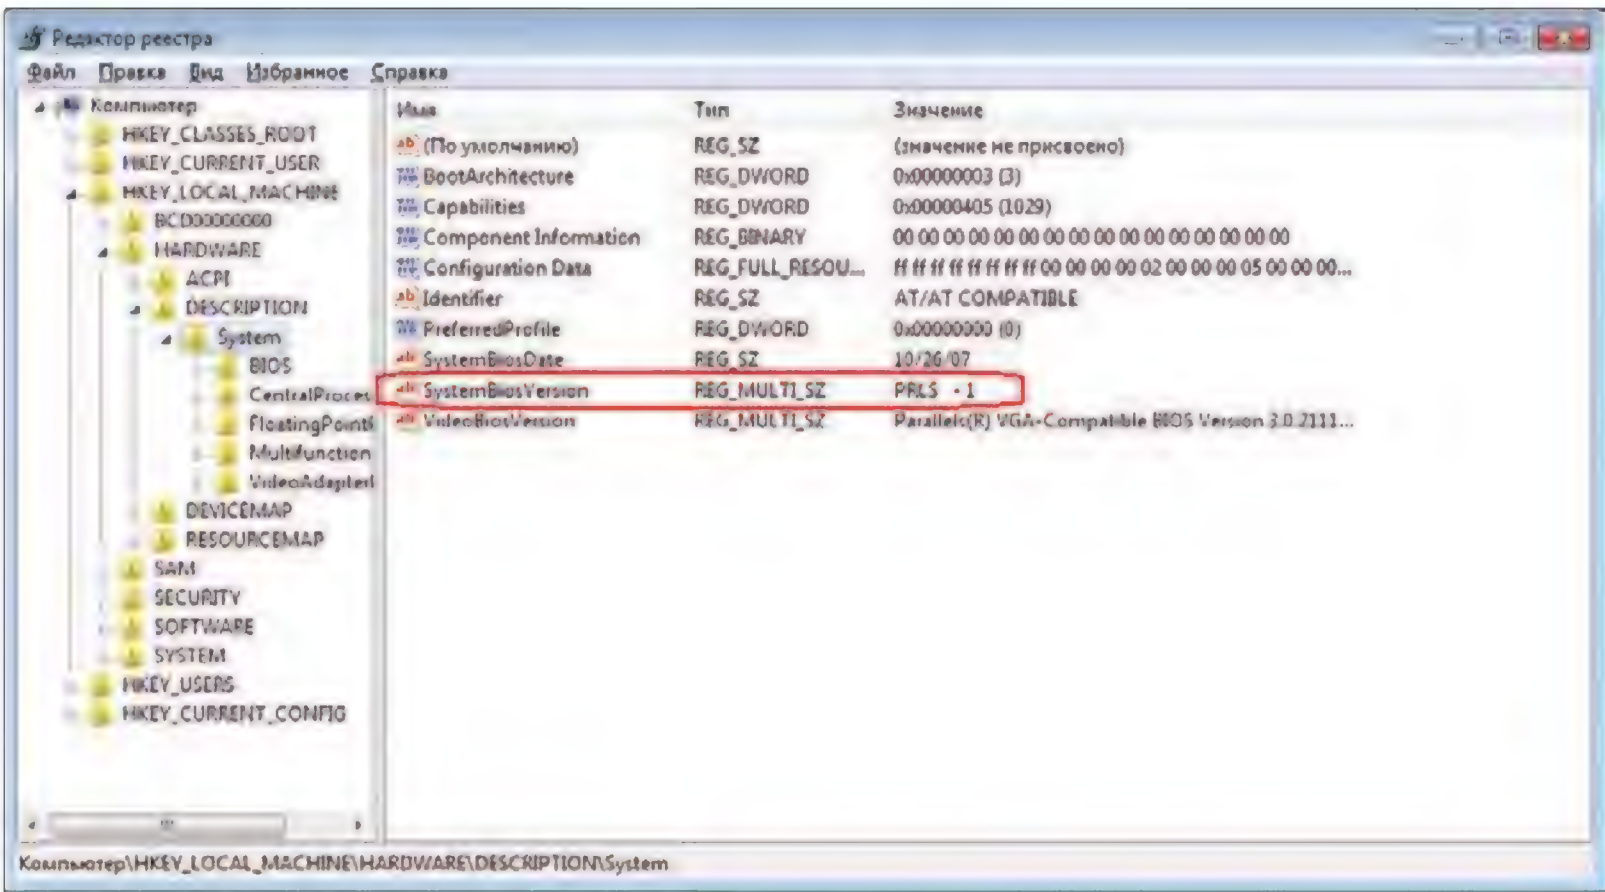 Редактор реестра
Файл Правка Вид Избранное Справка
Компьютер
HKEY_CLASSES_ROOT
HKEY_CURRENT_USER
HKEY_LOCAL_MACHINE
BCD00000000
HARDWARE
ACPI
DESCRIPTION
System
BIOS
CentralProces
FloatingPoint
Multifunction
VideoAdapter
DEVICEMAP
RESOURCEMAP
SAM
SECURITY
SOFTWARE
SYSTEM
HKEY_USERS
HKEY_CURRENT_CONFIG
Имя Тип Значение
(По умолчанию) REG_SZ (значение не присвоено)
BootArchitecture REG_DWORD 0x00000003 (3)
Capabilities REG_DWORD 0x00000405 (1029)
Component Information REG_BINARY 00 00 00 00 00 00 00 00 00 00 00 00 00 00 00 00
Configuration Data REG_FULL_RESOU... ff ff ff ff ff ff ff ff 00 00 00 00 02 00 00 00 05 00 00 00...
Identifier REG_SZ AT/AT COMPATIBLE
PreferredProfile REG_DWORD 0x00000000 (0)
SystemBiosDate REG_SZ 10/26/07
SystemBiosVersion REG_MULTI_SZ PRLS - 1
VideoBiosVersion REG_MULTI_SZ Parallels(R) VGA-Compatible BIOS Version 3.0.2111...
Компьютер\HKEY_LOCAL_MACHINE\HARDWARE\DESCRIPTION\System